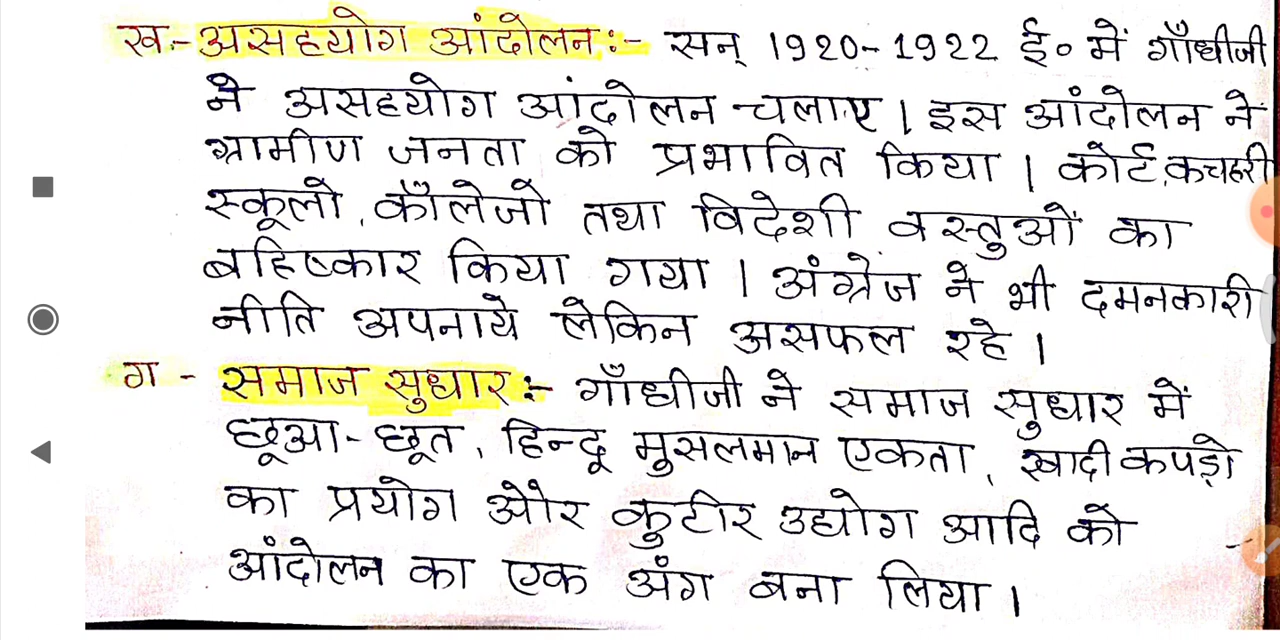 ख.- असहयोग आंदोलन:- सन् 1920-1922 ई० में गाँधीजी
ने असहयोग आंदोलन चलाए। इस आंदोलन ने
ग्रामीण जनता को प्रभावित किया। कोर्ट,कचहरी
स्कूलो, कॉँलेजो तथा विदेशी वस्तुओं का
बहिष्कार किया गया। अंग्रेज ने भी दमनकारी
नीति अपनाये लेकिन असफल रहे।
ग - समाज सुधार:- गाँधीजी ने समाज सुधार में
छूआ-छूत, हिन्दू मुसलमान एकता, खादी कपड़ो
का प्रयोग और कुटीर उद्योग आदि को
आंदोलन का एक अंग बना लिया।